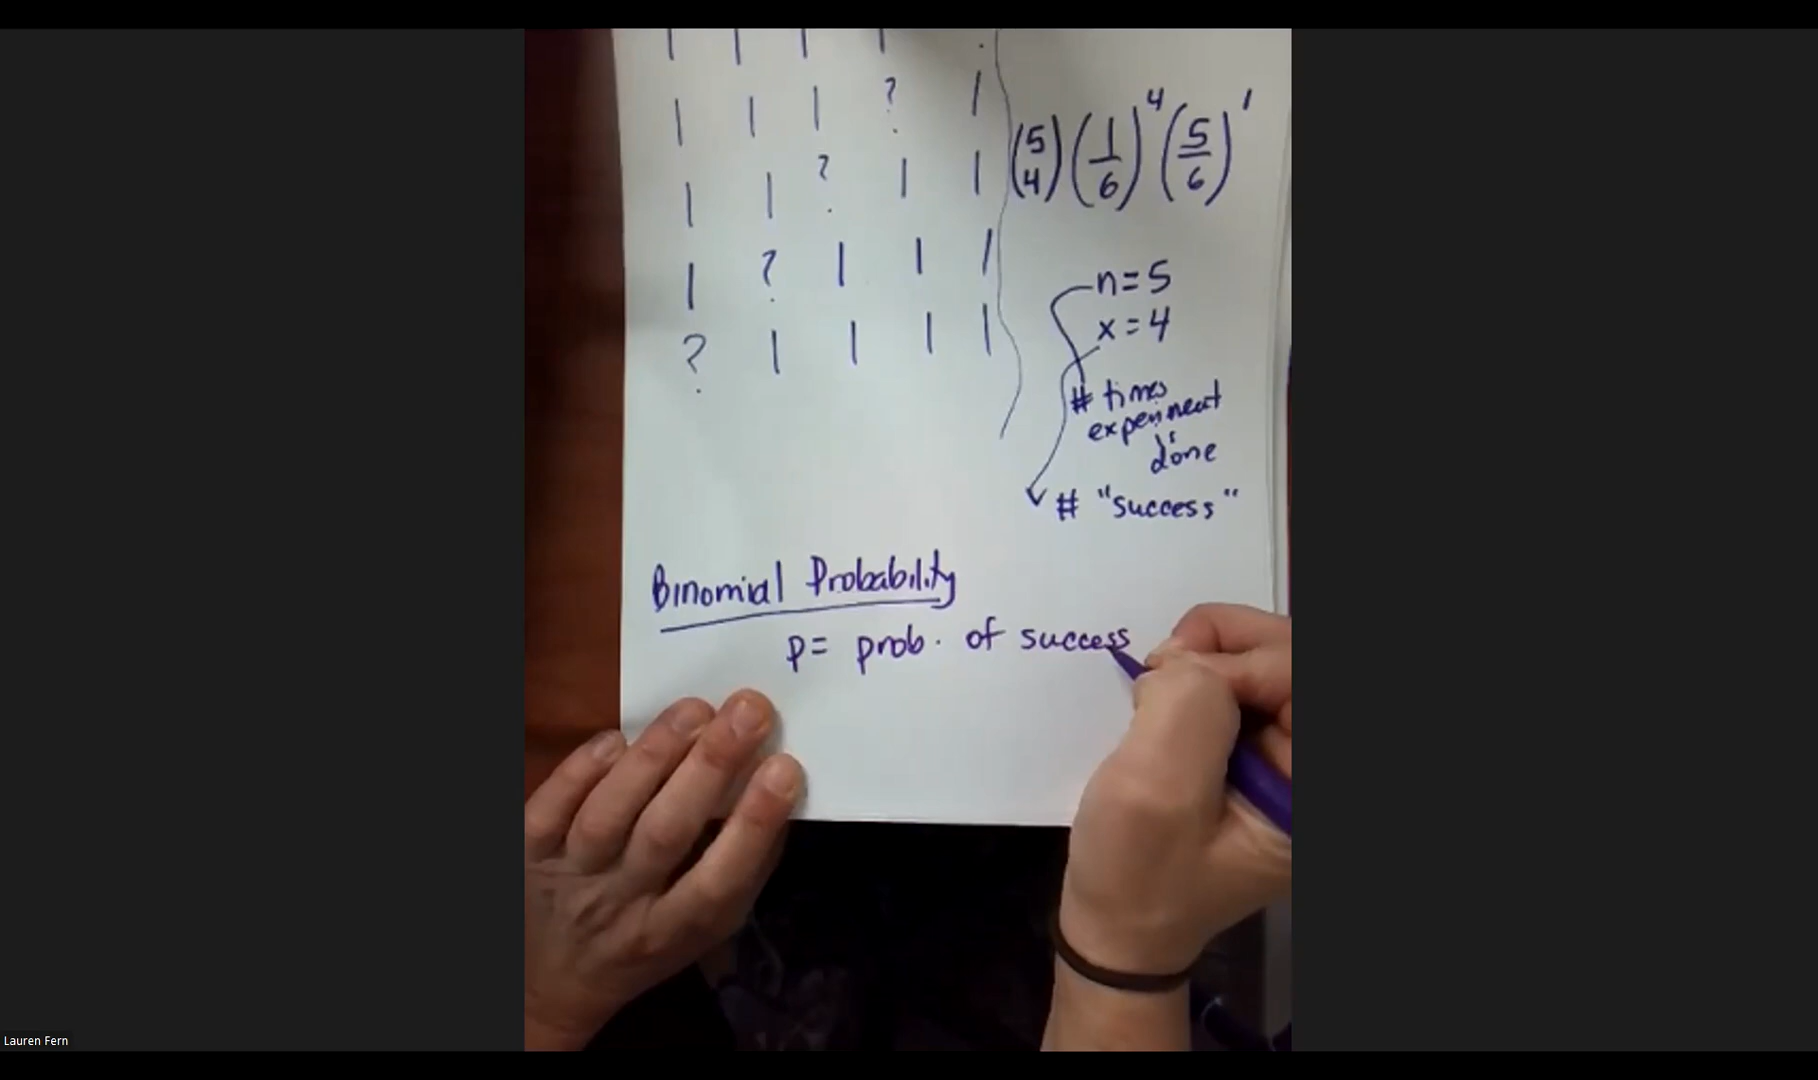 | | | | .
| | | ? |
| | ? | |
| ? | | |
? | | | |
(5 4) (1/6)^4 (5/6)^1
n=5
x=4
# times
experiment
done
# "success"
Binomial Probability
p= prob. of success
Lauren Fern